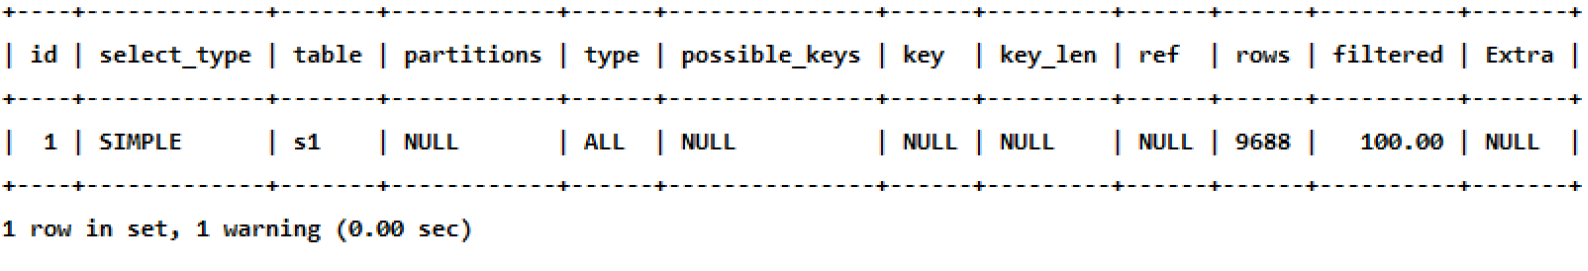 +----+-------------+-------+------------+------+---------------+------+---------+------+------+----------+-------+
| id | select_type | table | partitions | type | possible_keys | key  | key_len | ref  | rows | filtered | Extra |
+----+-------------+-------+------------+------+---------------+------+---------+------+------+----------+-------+
|  1 | SIMPLE      | s1    | NULL       | ALL  | NULL          | NULL | NULL    | NULL | 9688 |   100.00 | NULL  |
+----+-------------+-------+------------+------+---------------+------+---------+------+------+----------+-------+
1 row in set, 1 warning (0.00 sec)